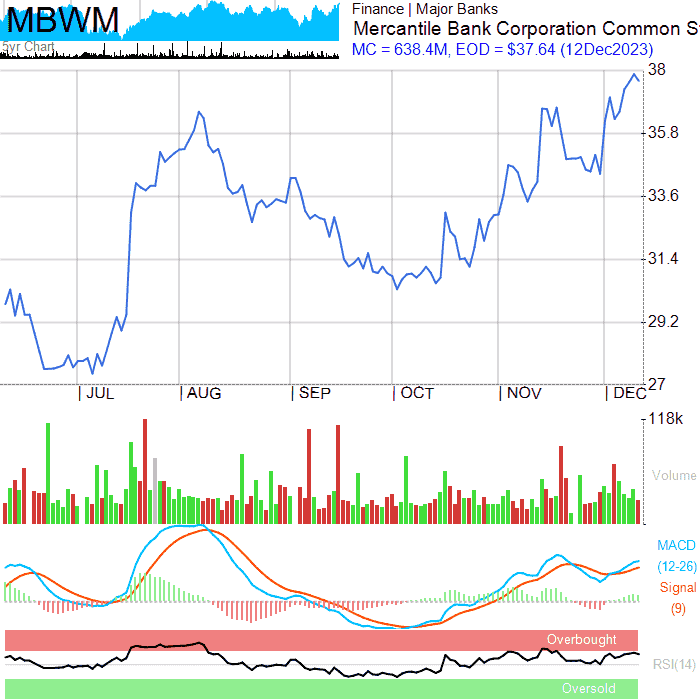 MBWM
5yr Chart
Finance | Major Banks
Mercantile Bank Corporation Common S
MC = 638.4M, EOD = $37.64 (12Dec2023)
38
35.8
33.6
31.4
29.2
27
JUL AUG SEP OCT NOV DEC
118k
Volume
MACD
(12-26)
Signal
(9)
Overbought
RSI(14)
Oversold